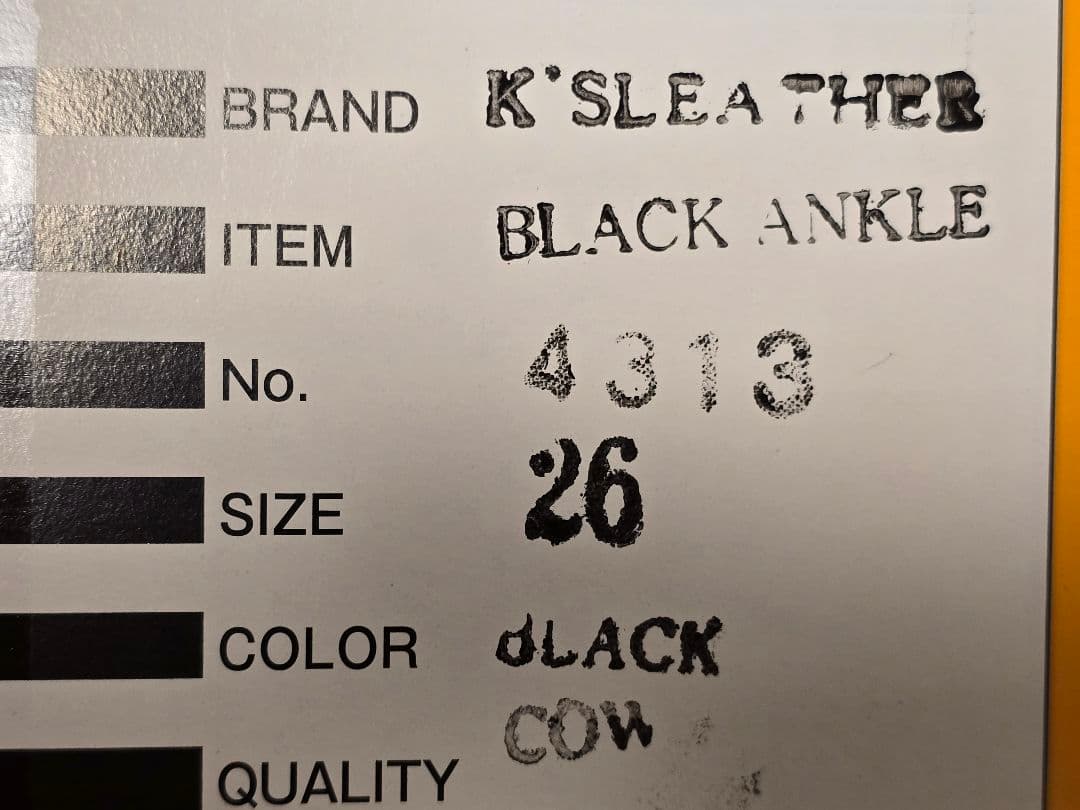 BRAND K'SLEATHER
ITEM BLACK ANKLE
No. 4313
SIZE 26
COLOR BLACK
COW
QUALITY